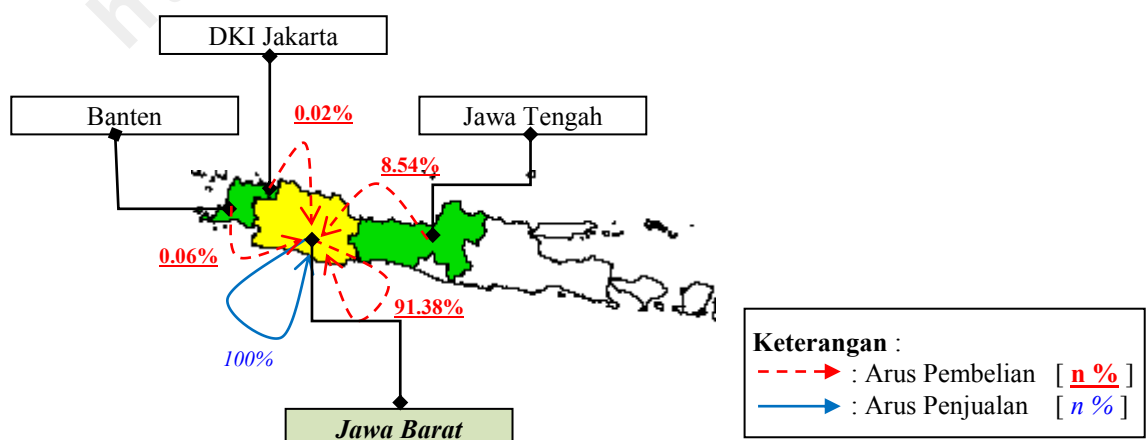 DKI Jakarta
Banten
0.02%
Jawa Tengah
8.54%
0.06%
91.38%
100%
Keterangan :
: Arus Pembelian [ n % ]
: Arus Penjualan [ n % ]
Jawa Barat